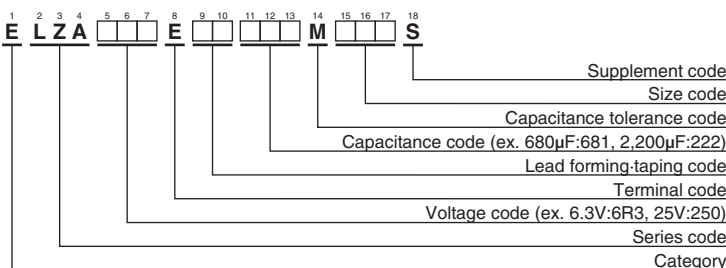 1 2 3 4 5 6 7 8 9 10 11 12 13 14 15 16 17 18
E L Z A □□□ E □□ □□□ M □□□ S
Supplement code
Size code
Capacitance tolerance code
Capacitance code (ex. 680µF:681, 2,200µF:222)
Lead forming·taping code
Terminal code
Voltage code (ex. 6.3V:6R3, 25V:250)
Series code
Category